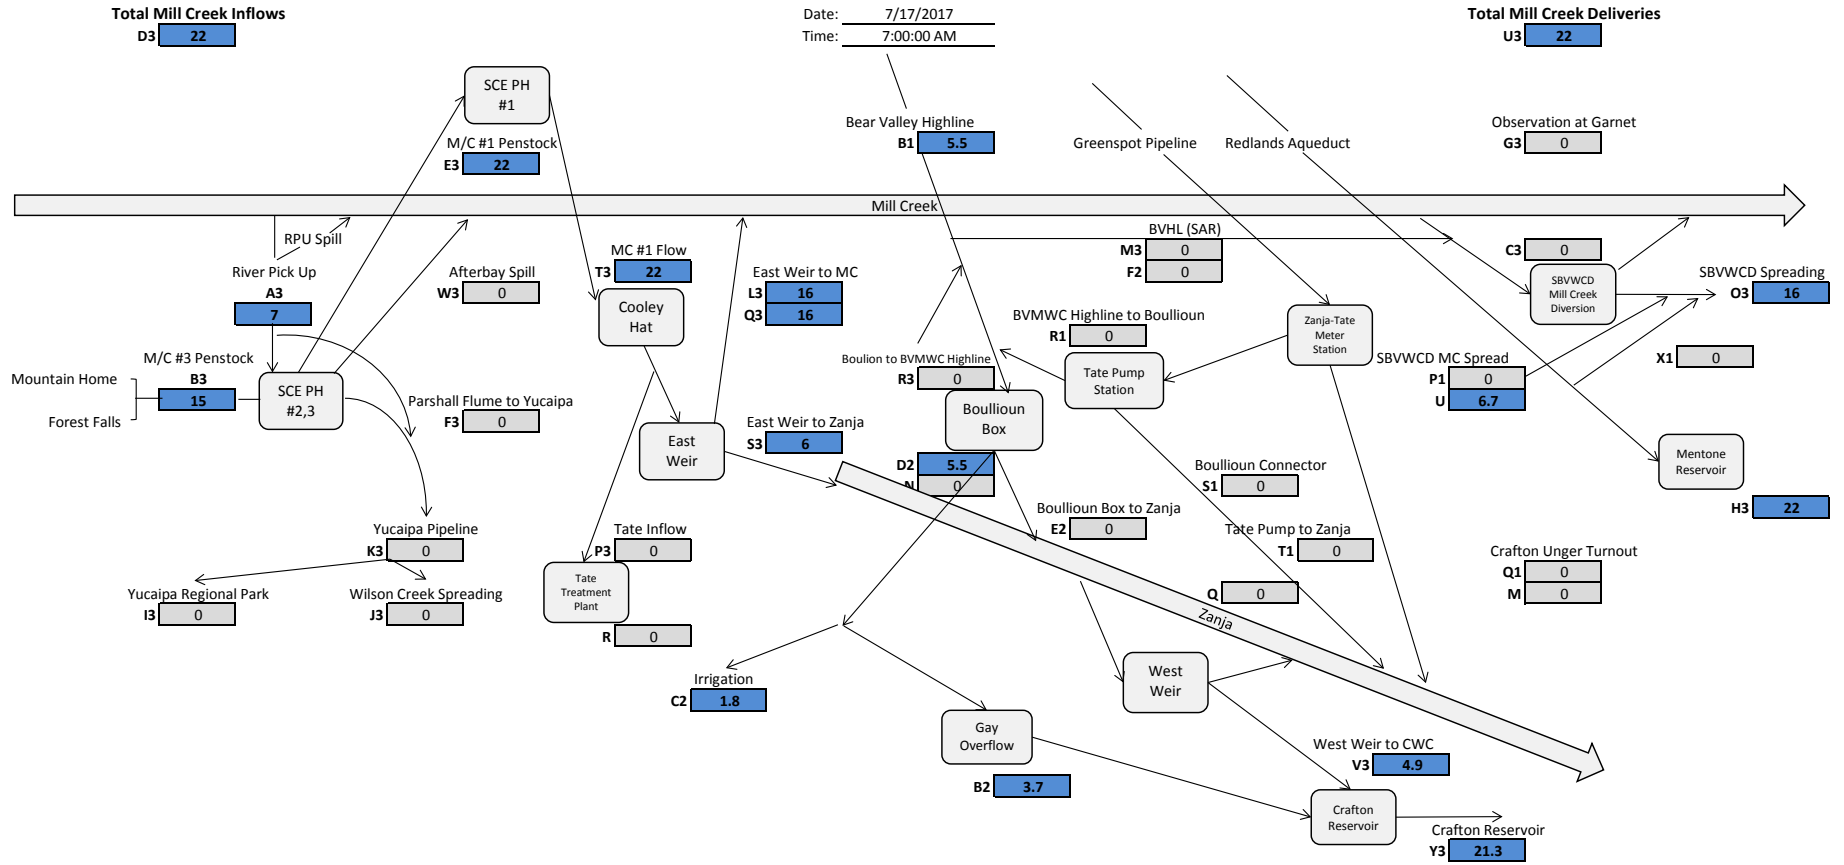 Total Mill Creek Inflows
D3 22
Date: 7/17/2017
Time: 7:00:00 AM
Total Mill Creek Deliveries
U3 22
SCE PH
#1
M/C #1 Penstock
E3 22
Bear Valley Highline
B1 5.5
Greenspot Pipeline
Redlands Aqueduct
Observation at Garnet
G3 0
Mill Creek
RPU Spill
River Pick Up
A3
7
Afterbay Spill
W3 0
MC #1 Flow
T3 22
Cooley
Hat
East Weir to MC
L3 16
Q3 16
BVHL (SAR)
M3 0
F2 0
C3 0
SBVWCD
Mill Creek
Diversion
SBVWCD Spreading
O3 16
BVMWC Highline to Boullioun
R1 0
Zanja-Tate
Meter
Station
Boulion to BVMWC Highline
R3 0
Tate Pump
Station
SBVWCD MC Spread
P1 0
U 6.7
X1 0
M/C #3 Penstock
B3
15
Mountain Home
Forest Falls
SCE PH
#2,3
Parshall Flume to Yucaipa
F3 0
East
Weir
East Weir to Zanja
S3 6
Boullioun
Box
D2 5.5
N 0
Boullioun Connector
S1 0
Mentone
Reservoir
H3 22
Boullioun Box to Zanja
E2 0
Tate Pump to Zanja
T1 0
Yucaipa Pipeline
K3 0
Tate Inflow
P3 0
Tate
Treatment
Plant
R 0
Yucaipa Regional Park
I3 0
Wilson Creek Spreading
J3 0
Q 0
Zanja
Crafton Unger Turnout
Q1 0
M 0
Irrigation
C2 1.8
West
Weir
Gay
Overflow
B2 3.7
West Weir to CWC
V3 4.9
Crafton
Reservoir
Crafton Reservoir
Y3 21.3